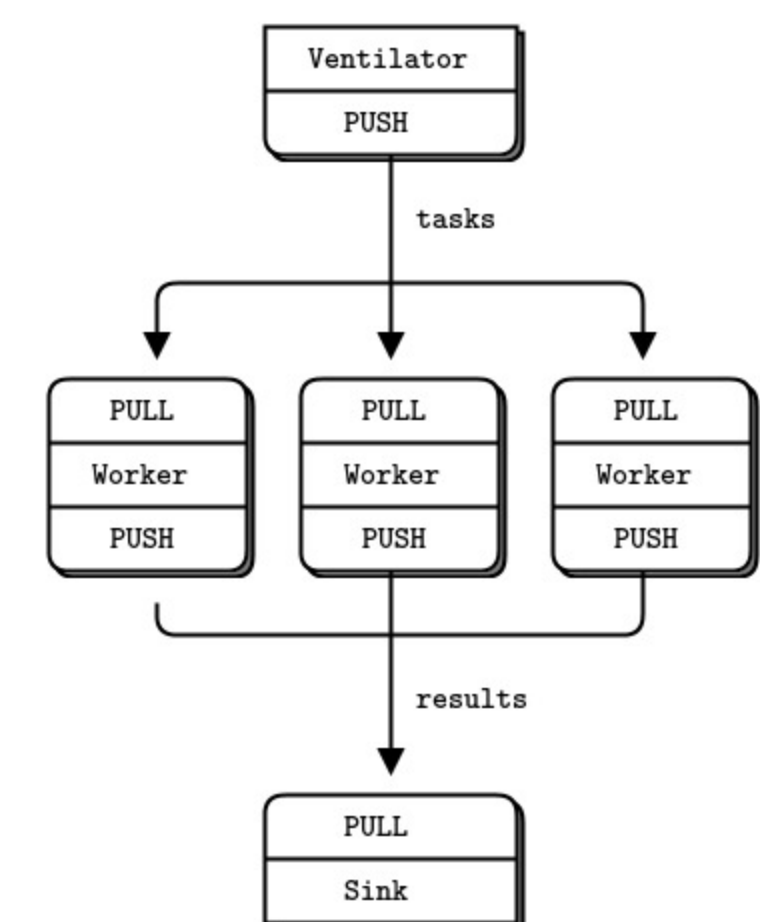 Ventilator
PUSH
tasks
PULL PULL PULL
Worker Worker Worker
PUSH PUSH PUSH
results
PULL
Sink